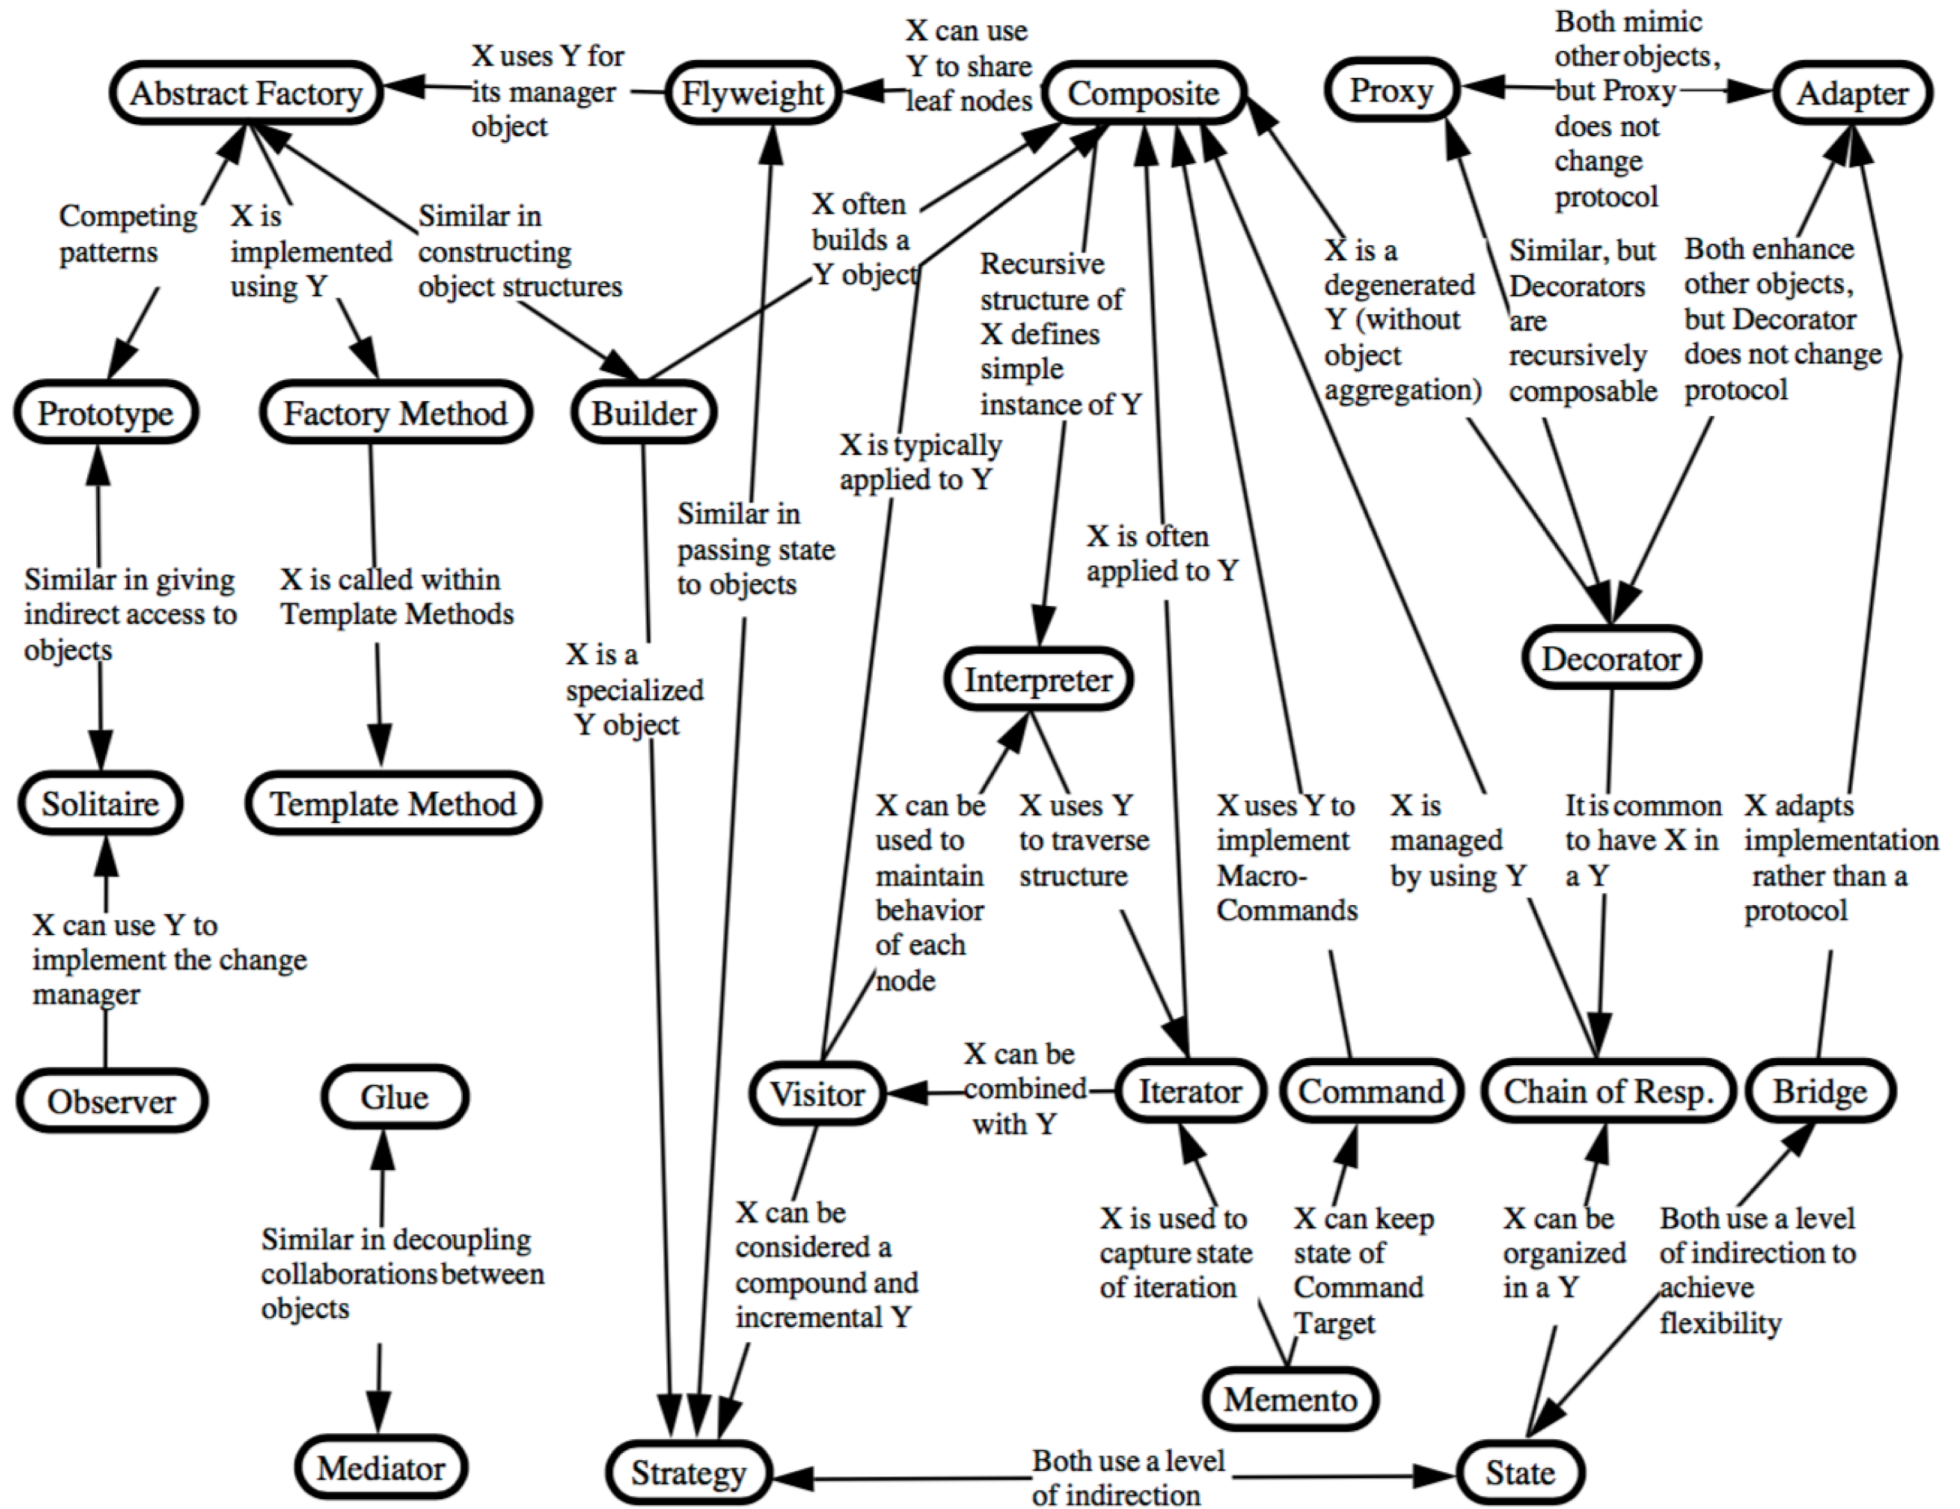 Abstract Factory
X uses Y for
its manager
object
Flyweight
X can use
Y to share
leaf nodes
Composite
Proxy
Both mimic
other objects,
but Proxy
does not
change
protocol
Adapter
Competing
patterns
X is
implemented
using Y
Similar in
constructing
object structures
X often
builds a
Y object
Recursive
structure of
X defines
simple
instance of Y
X is a
degenerated
Y (without
object
aggregation)
Similar, but
Decorators
are
recursively
composable
Both enhance
other objects,
but Decorator
does not change
protocol
Prototype
Factory Method
Builder
X is typically
applied to Y
Similar in
passing state
to objects
X is often
applied to Y
Similar in giving
indirect access to
objects
X is called within
Template Methods
X is a
specialized
Y object
Interpreter
Decorator
Solitaire
Template Method
X can be
used to
maintain
behavior
of each
node
X uses Y
to traverse
structure
X uses Y to
implement
Macro-
Commands
X is
managed
by using Y
It is common
to have X in
a Y
X adapts
implementation
rather than a
protocol
X can use Y to
implement the change
manager
Observer
Glue
Visitor
X can be
combined
with Y
Iterator
Command
Chain of Resp.
Bridge
Similar in decoupling
collaborations between
objects
X can be
considered a
compound and
incremental Y
X is used to
capture state
of iteration
X can keep
state of
Command
Target
X can be
organized
in a Y
Both use a level
of indirection to
achieve
flexibility
Memento
Mediator
Strategy
Both use a level
of indirection
State